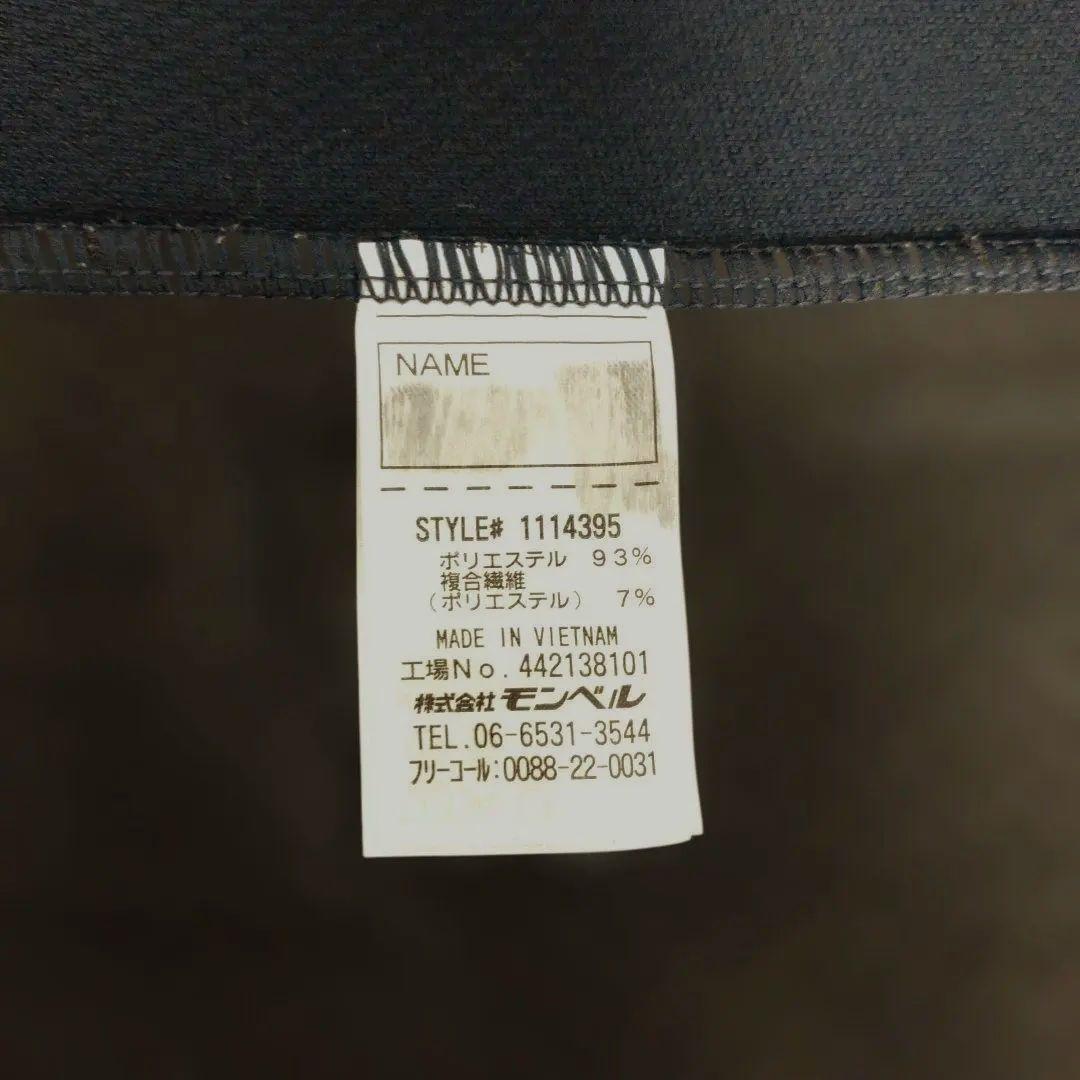 NAME
STYLE# 1114395
ポリエステル 93%
複合繊維
(ポリエステル) 7%
MADE IN VIETNAM
工場No.442138101
株式会社モンベル
TEL.06-6531-3544
フリーコール:0088-22-0031